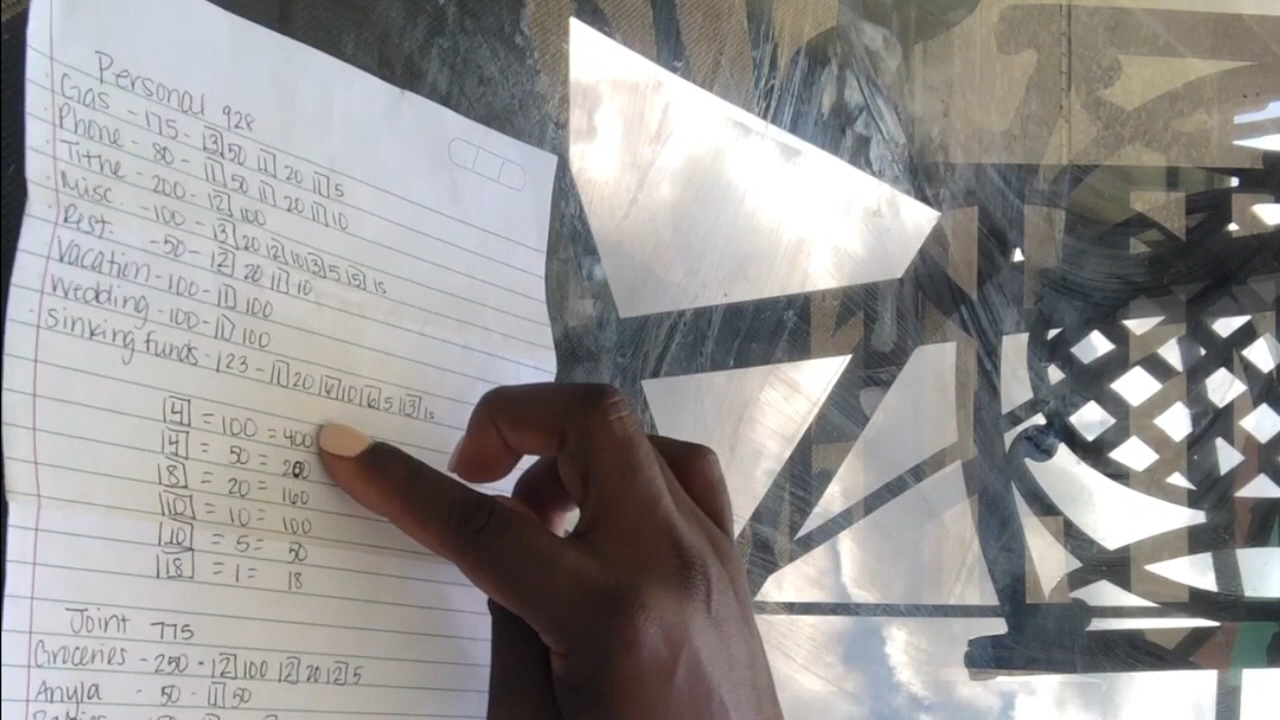 Personal 928
Gas - 175 - 3 50 1 20 1 5
Phone - 80 - 1 50 1 20 1 10
Tithe - 200 - 2 100
Misc. - 100 - 3 20 2 10 3 5 5 1s
Rest. - 50 - 2 20 1 10
Vacation - 100 - 1 100
Wedding - 100 - 1 100
Sinking funds - 123 - 1 20 10 6 5 13 1s
4 = 100 = 400
4 = 50 = 200
8 = 20 = 160
10 = 10 = 100
10 = 5 = 50
18 = 1 = 18
Joint 775
Groceries - 250 - 2 100 2 20 2 5
Anyla - 50 - 1 50